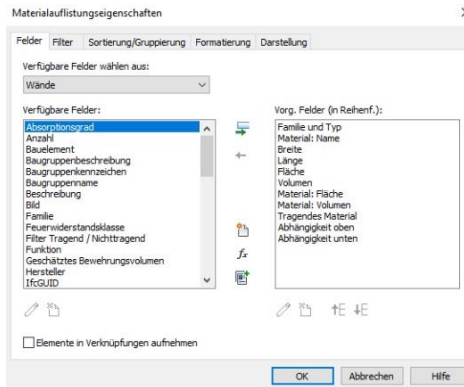 Materialauflistungseigenschaften
Felder Filter Sortierung/Gruppierung Formatierung Darstellung
Verfügbare Felder wählen aus:
Wände
Verfügbare Felder:
Absorptionsgrad
Anzahl
Bauelement
Baugruppenbeschreibung
Baugruppenkennzeichen
Baugruppenname
Beschreibung
Bild
Familie
Feuerwiderstandsklasse
Filter Tragend / Nichttragend
Funktion
Geschätztes Bewehrungsvolumen
Hersteller
IfcGUID
fx
Vorg. Felder (in Reihenf.):
Familie und Typ
Material: Name
Breite
Länge
Fläche
Volumen
Material: Fläche
Material: Volumen
Tragendes Material
Abhängigkeit oben
Abhängigkeit unten
Elemente in Verknüpfungen aufnehmen
OK Abbrechen Hilfe